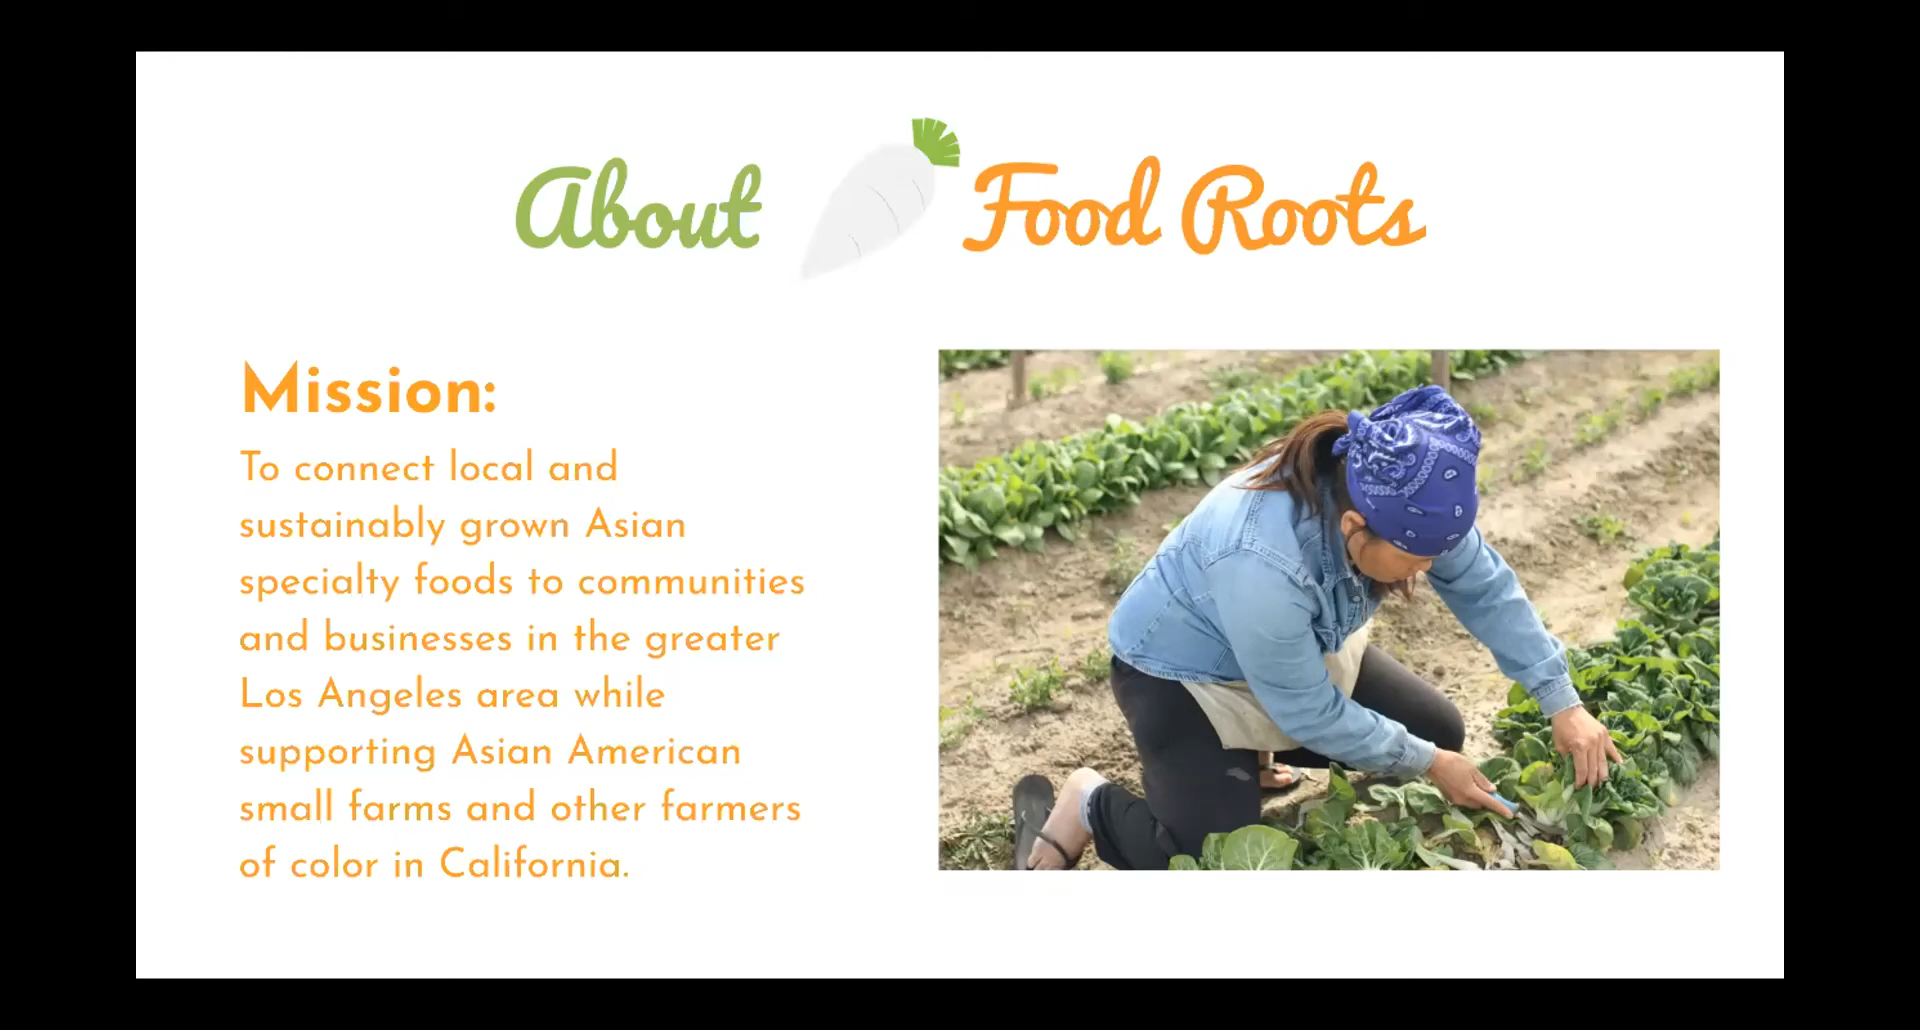 About Food Roots
Mission:
To connect local and
sustainably grown Asian
specialty foods to communities
and businesses in the greater
Los Angeles area while
supporting Asian American
small farms and other farmers
of color in California.